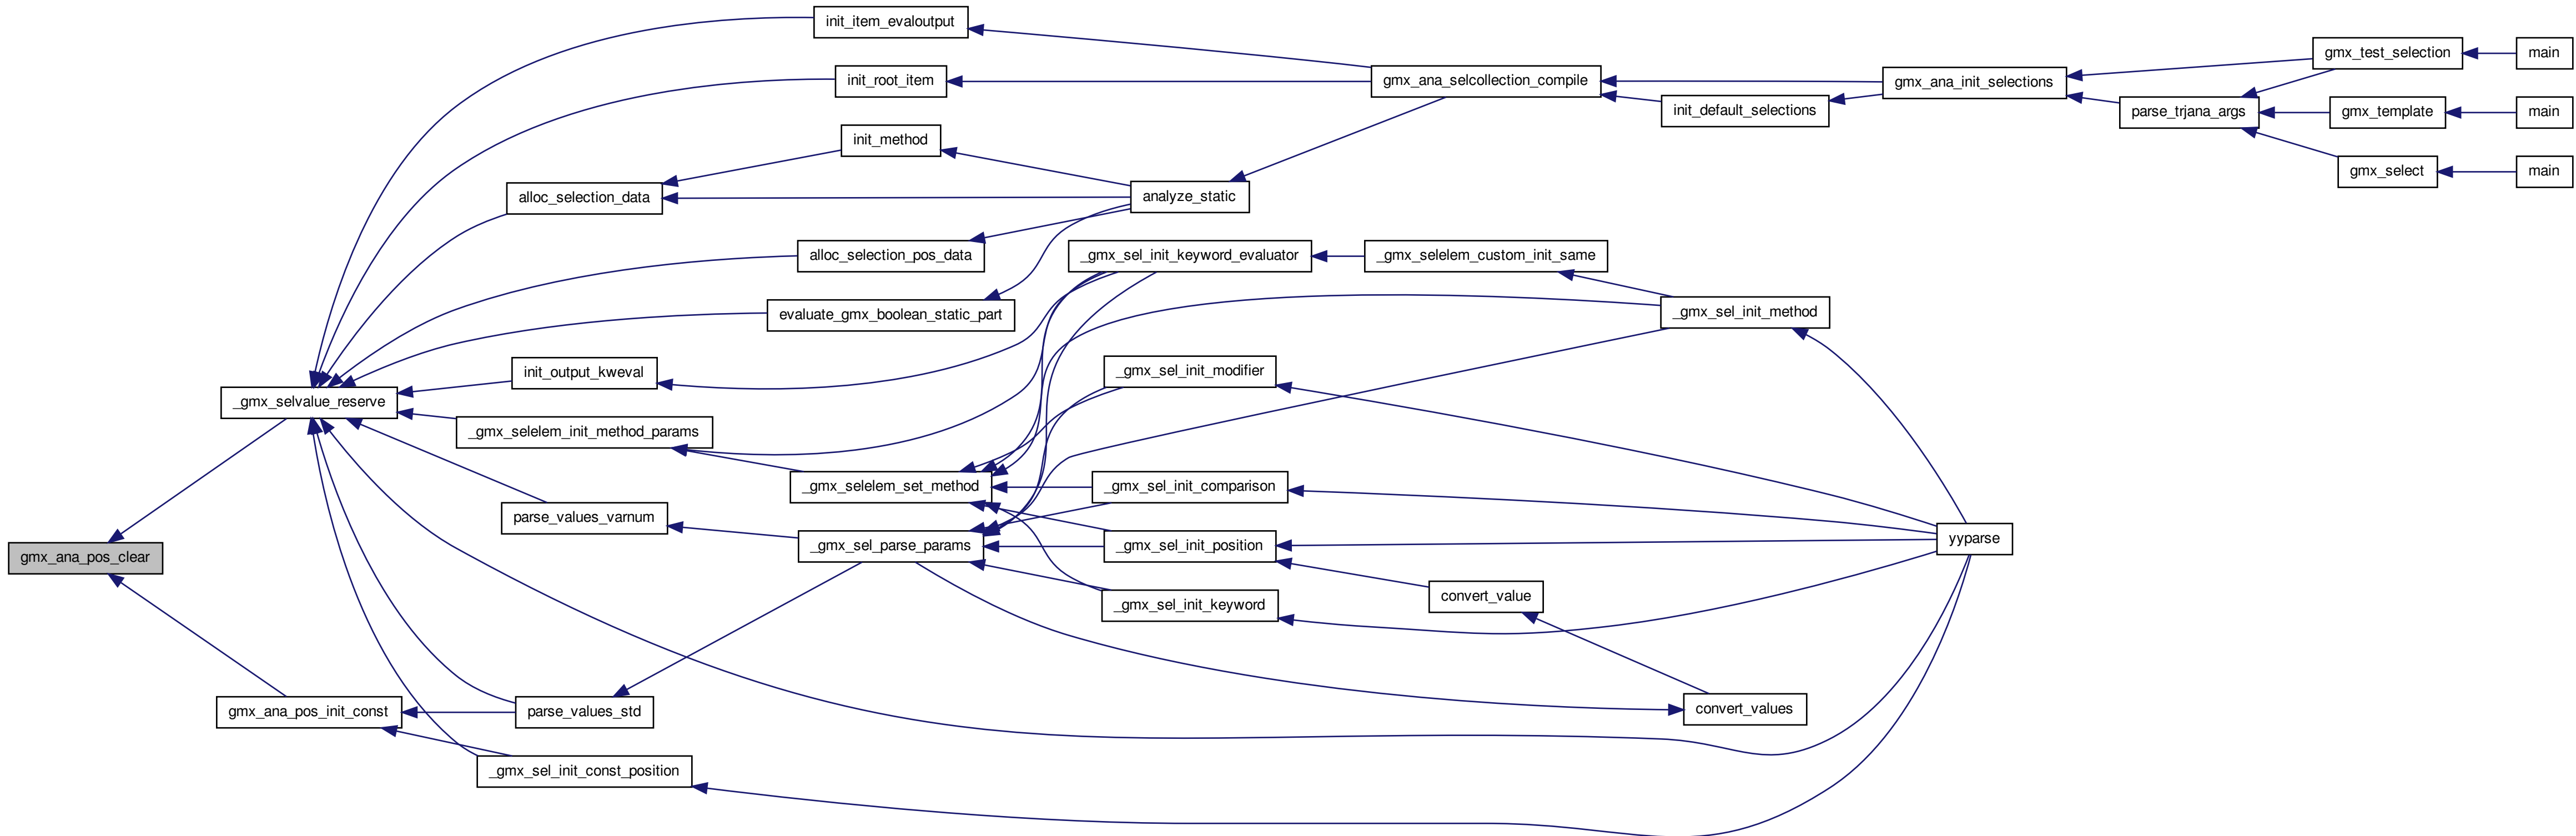 init_item_evaloutput
gmx_test_selection
main
init_root_item
gmx_ana_selcollection_compile
gmx_ana_init_selections
init_default_selections
parse_trjana_args
gmx_template
main
init_method
gmx_select
main
alloc_selection_data
analyze_static
alloc_selection_pos_data
_gmx_sel_init_keyword_evaluator
_gmx_selelem_custom_init_same
evaluate_gmx_boolean_static_part
_gmx_sel_init_method
init_output_kweval
_gmx_sel_init_modifier
_gmx_selvalue_reserve
_gmx_selelem_init_method_params
_gmx_selelem_set_method
_gmx_sel_init_comparison
parse_values_varnum
_gmx_sel_parse_params
_gmx_sel_init_position
yyparse
gmx_ana_pos_clear
convert_value
_gmx_sel_init_keyword
gmx_ana_pos_init_const
parse_values_std
convert_values
_gmx_sel_init_const_position